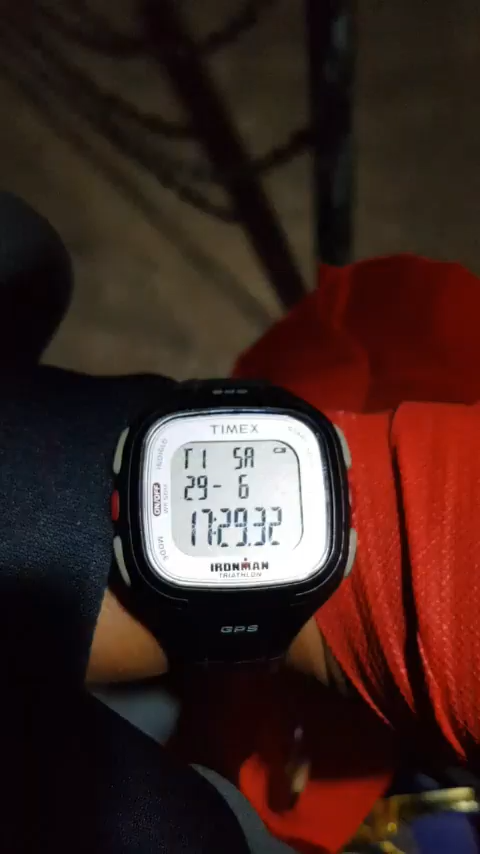 TIMEX
T1 SA
29- 6
17:29.32
ON/OFF
MODE
IRONMAN
TRIATHLON
GPS